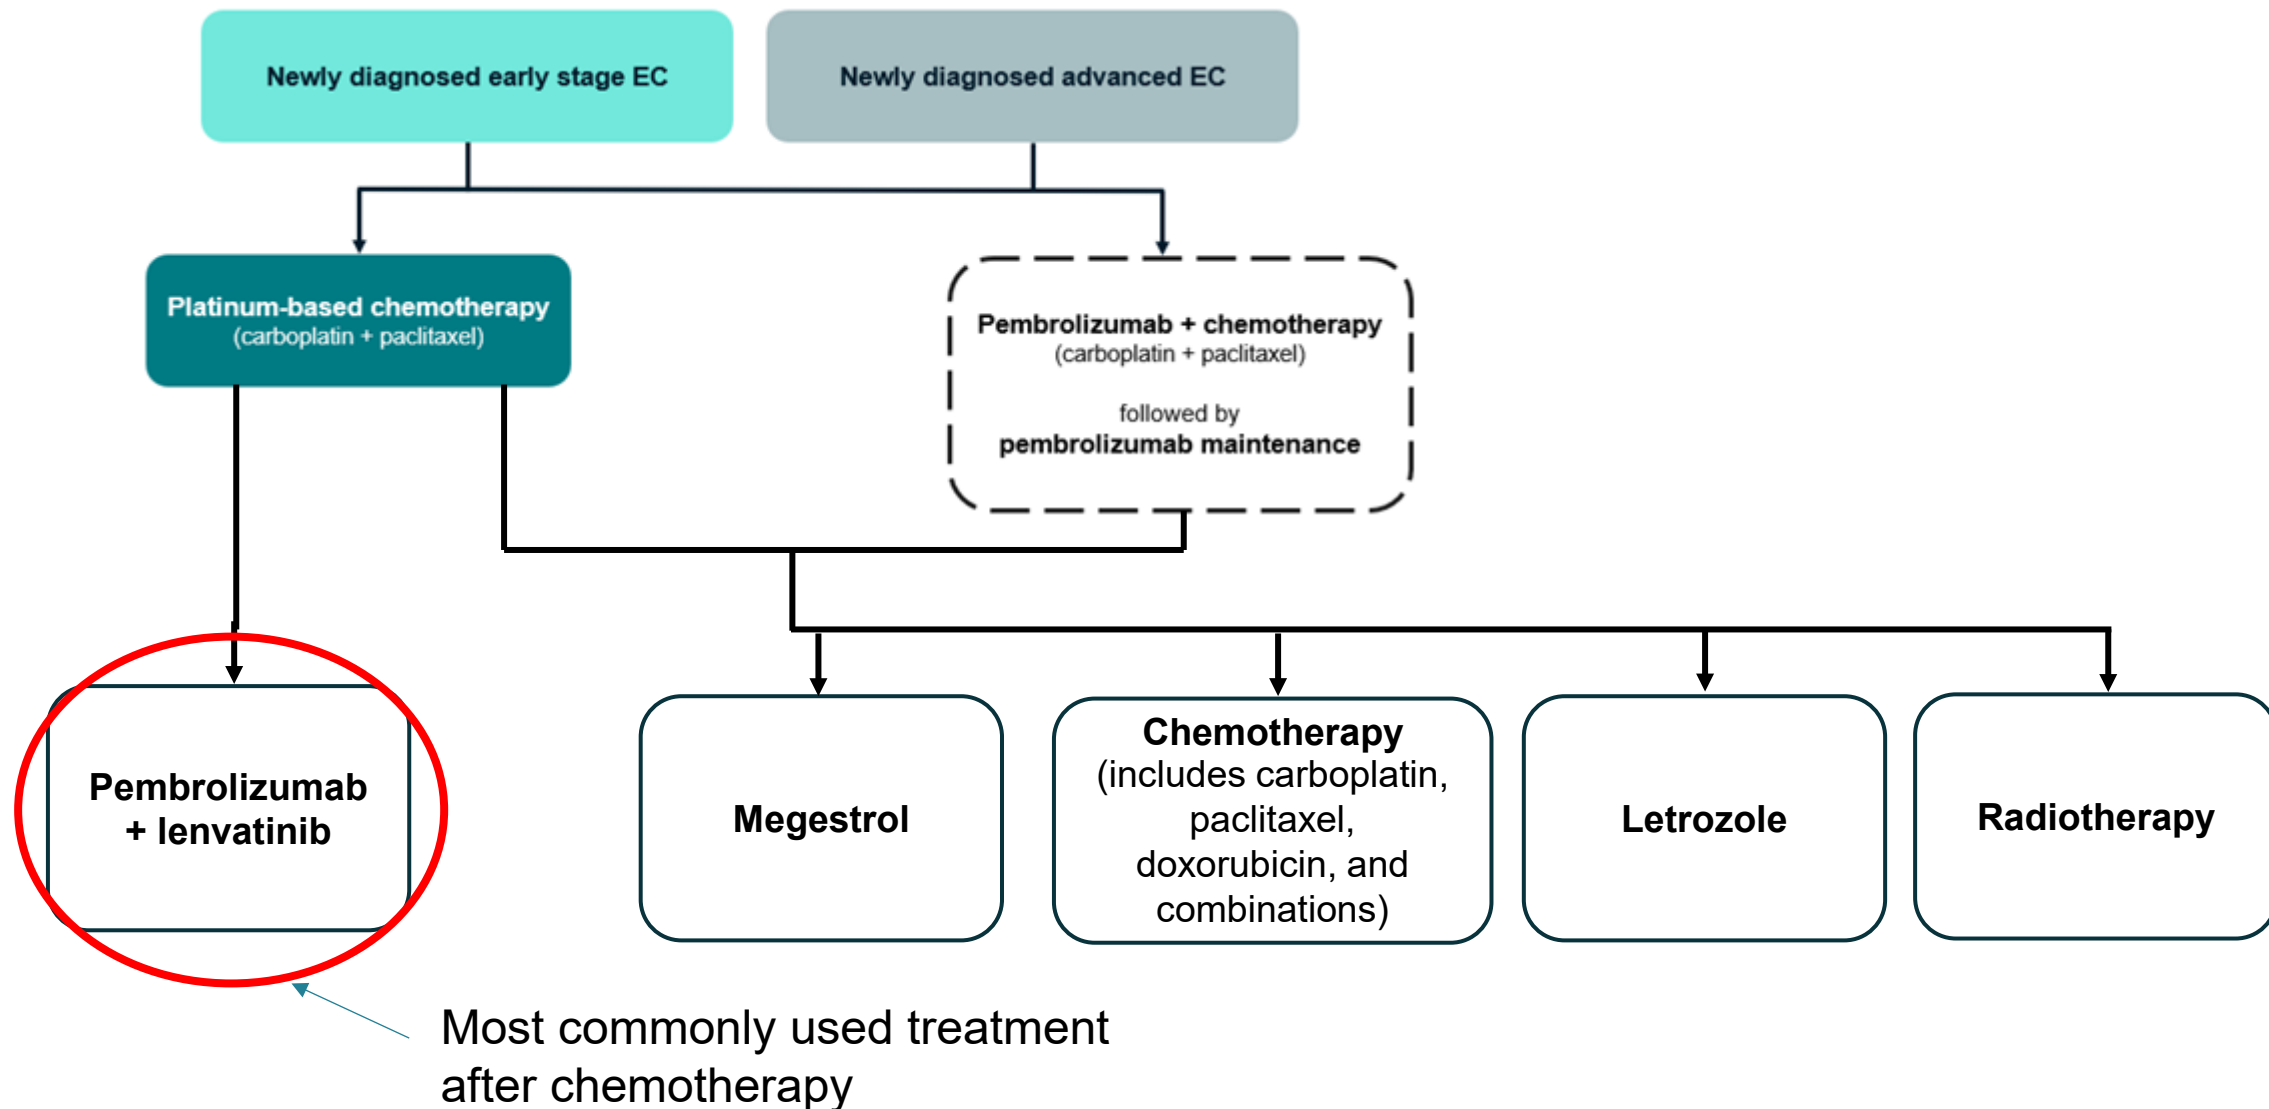 Newly diagnosed early stage EC
Newly diagnosed advanced EC
Platinum-based chemotherapy
(carboplatin + paclitaxel)
Pembrolizumab + chemotherapy
(carboplatin + paclitaxel)
followed by
pembrolizumab maintenance
Pembrolizumab
+ lenvatinib
Megestrol
Chemotherapy
(includes carboplatin,
paclitaxel,
doxorubicin, and
combinations)
Letrozole
Radiotherapy
Most commonly used treatment
after chemotherapy